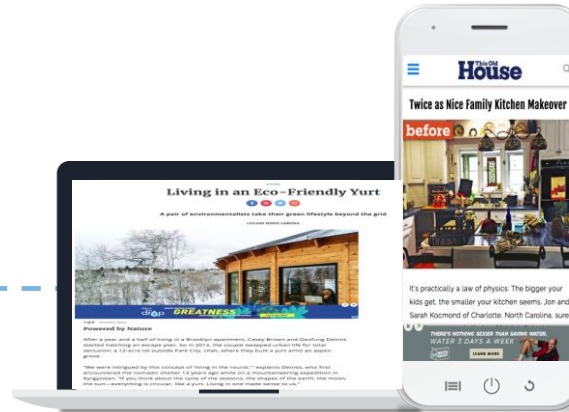 Living in an Eco-Friendly Yurt
A pair of environmentalists take their green lifestyle beyond the grid
drop GREATNESS
Powered by Nature
After a year and a half of living in a Brooklyn apartment, Casey Brown and Danfung Dennis
started hatching an escape plan. So in 2013, the couple swapped urban life for total
seclusion: a 12-acre lot outside Park City, Utah, where they built a yurt amid an aspen
grove.
"We were intrigued by this concept of living in the round," explains Dennis, who first
encountered the nomadic shelter 13 years ago while on a mountaineering expedition in
Kyrgyzstan. "If you think about the cycle of the seasons, the shapes of the earth, the moon,
the sun—everything is circular, like a yurt. Living in one made sense to us."
This Old
House
Twice as Nice Family Kitchen Makeover
before
It's practically a law of physics: The bigger your
kids get, the smaller your kitchen seems. Jon and
Sarah Kocmond of Charlotte, North Carolina, sure
THERE'S NOTHING SEXIER THAN SAVING WATER.
WATER 3 DAYS A WEEK
LEARN MORE